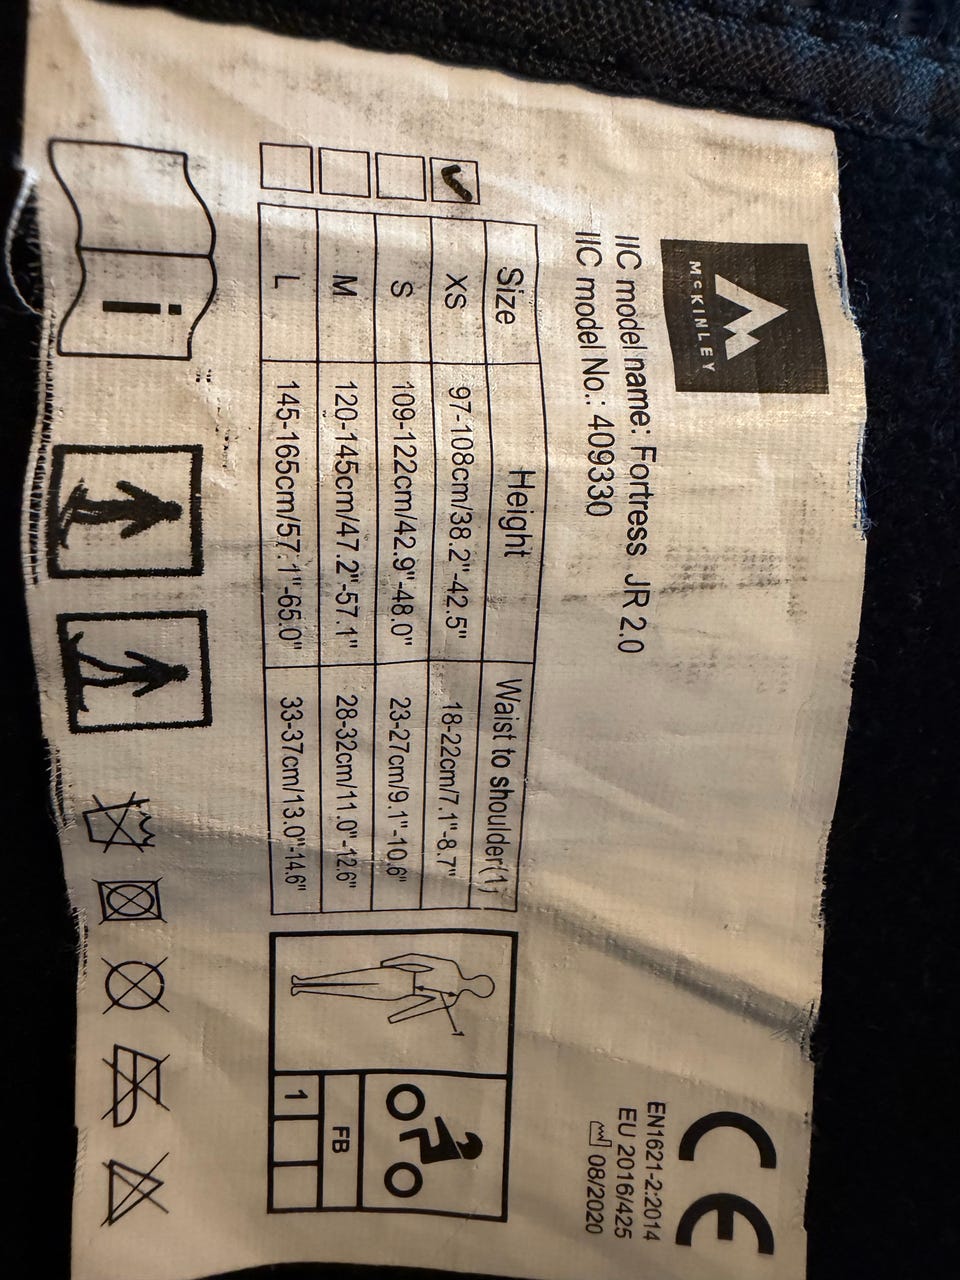 McKINLEY
IIC model name: Fortress JR 2.0
IIC model No.: 409330
CE
EN1621-2:2014
EU 2016/425
08/2020
Size Height Waist to shoulder(1)
XS 97-108cm/38.2"-42.5" 18-22cm/7.1"-8.7"
S 109-122cm/42.9"-48.0" 23-27cm/9.1"-10.6"
M 120-145cm/47.2"-57.1" 28-32cm/11.0"-12.6"
L 145-165cm/57.1"-65.0" 33-37cm/13.0"-14.6"
1
FB
1
i